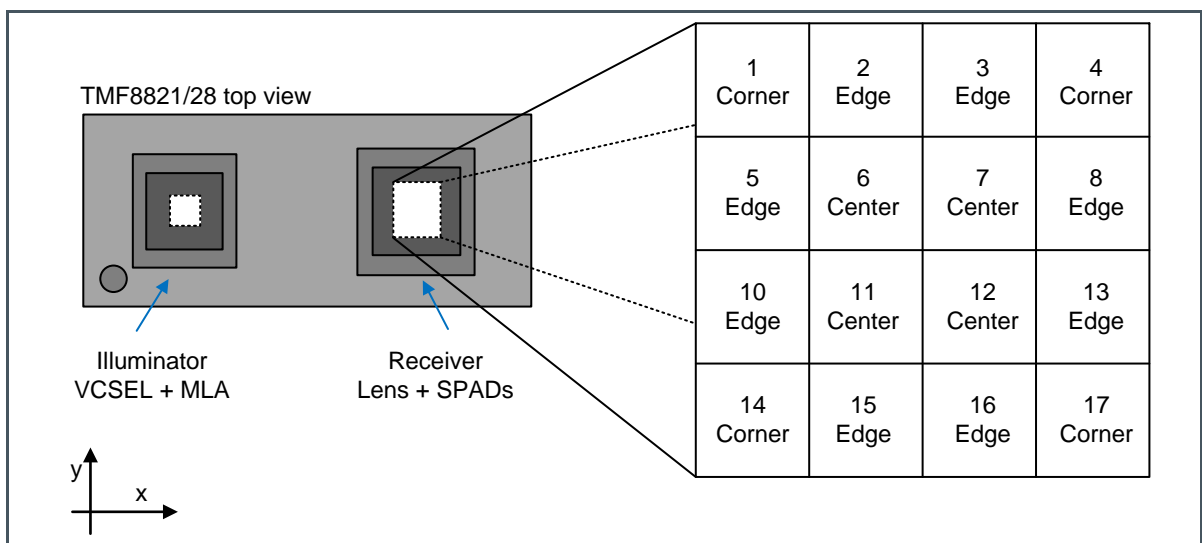 TMF8821/28 top view
Illuminator
VCSEL + MLA
Receiver
Lens + SPADs
y
x
1
Corner
2
Edge
3
Edge
4
Corner
5
Edge
6
Center
7
Center
8
Edge
10
Edge
11
Center
12
Center
13
Edge
14
Corner
15
Edge
16
Edge
17
Corner